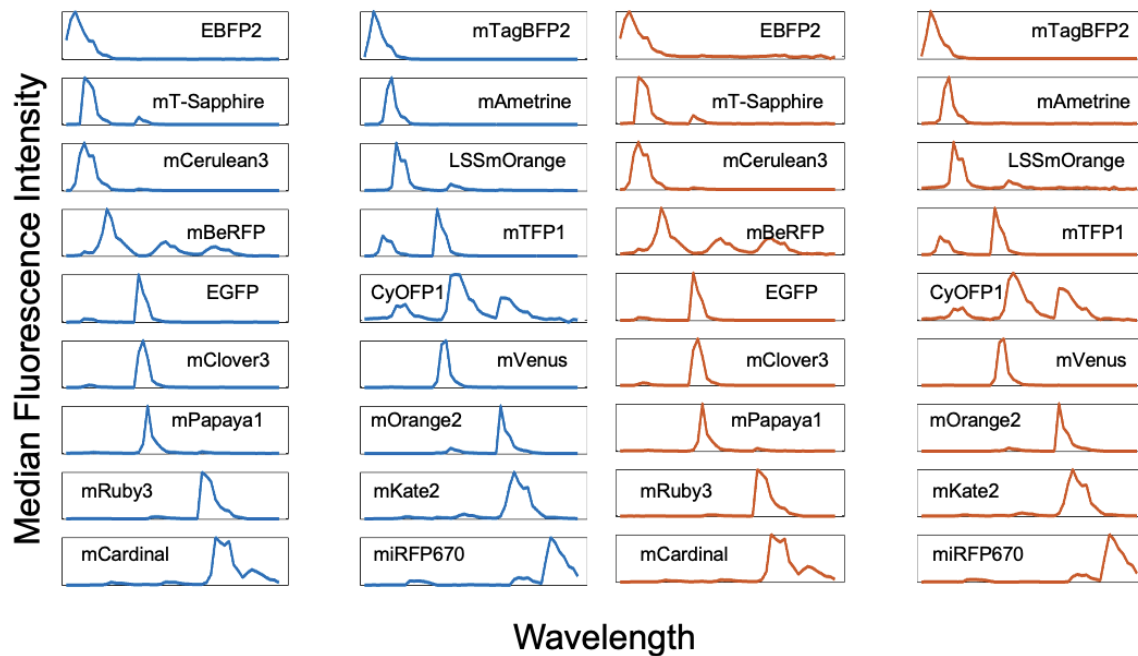 Median Fluorescence Intensity
EBFP2 mTagBFP2 EBFP2 mTagBFP2
mT-Sapphire mAmetrine mT-Sapphire mAmetrine
mCerulean3 LSSmOrange mCerulean3 LSSmOrange
mBeRFP mTFP1 mBeRFP mTFP1
EGFP CyOFP1 EGFP CyOFP1
mClover3 mVenus mClover3 mVenus
mPapaya1 mOrange2 mPapaya1 mOrange2
mRuby3 mKate2 mRuby3 mKate2
mCardinal miRFP670 mCardinal miRFP670
Wavelength